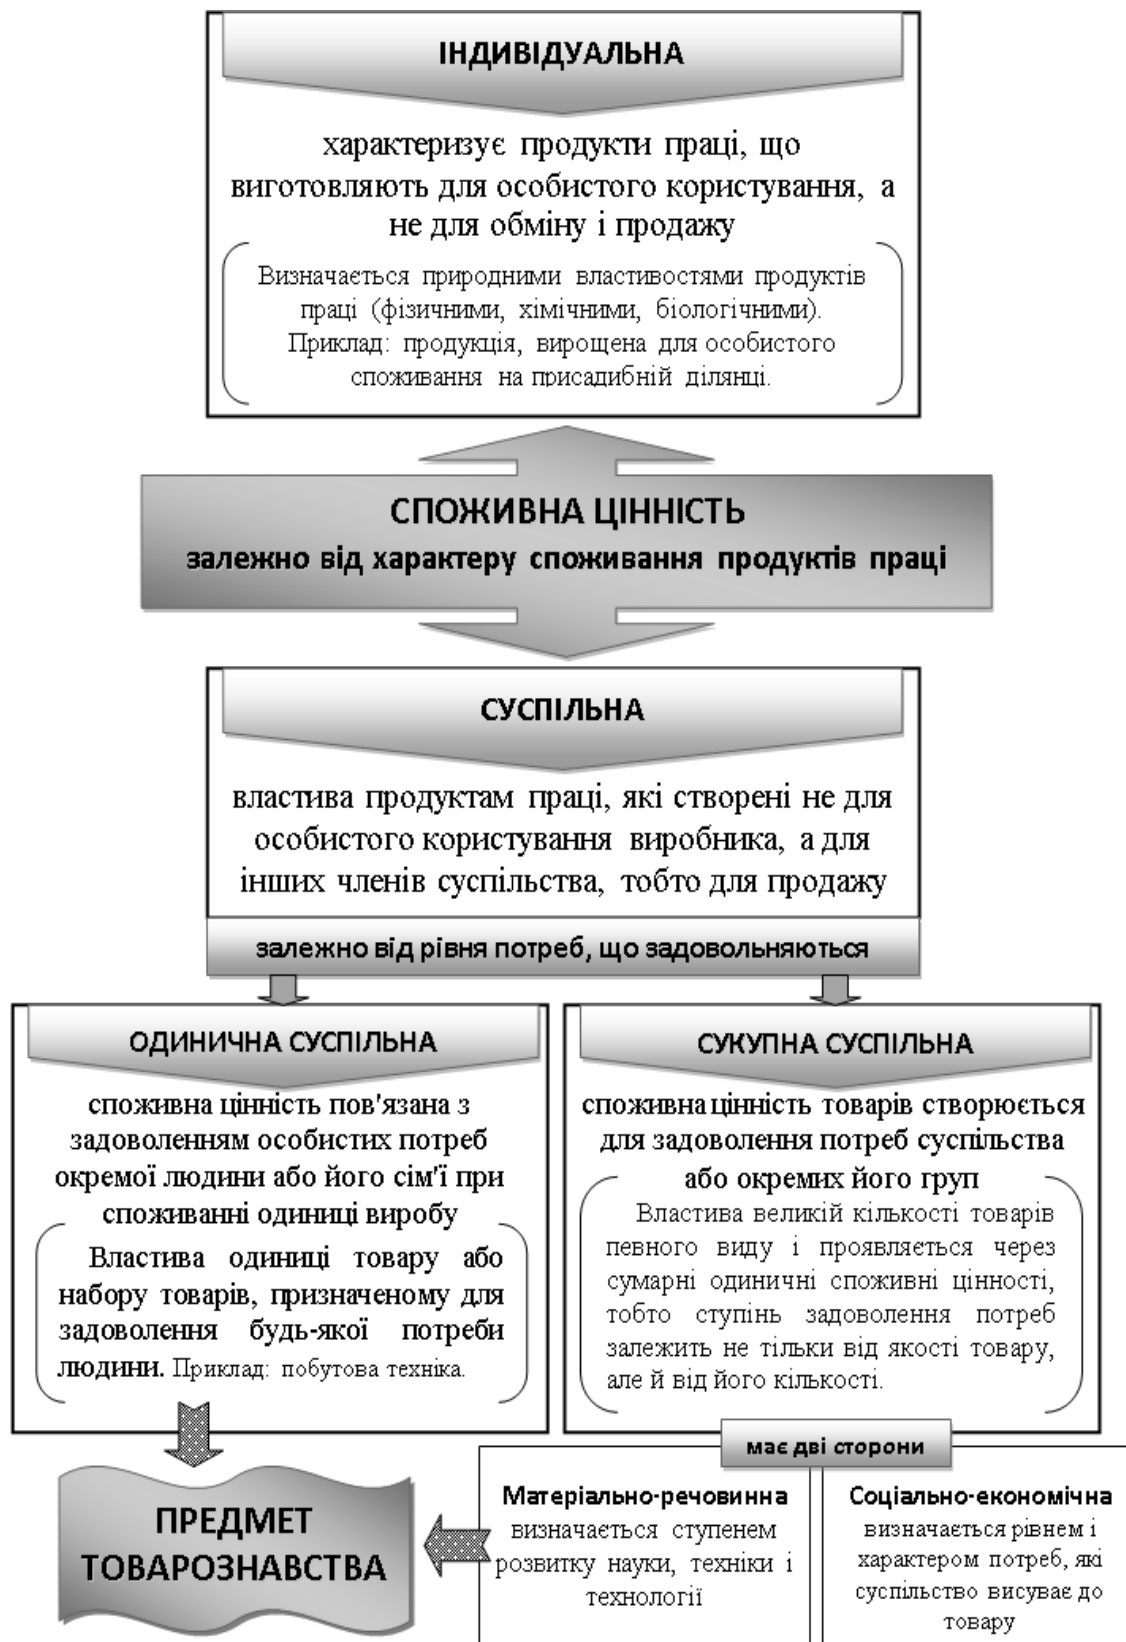 ІНДИВІДУАЛЬНА
характеризує продукти праці, що
виготовляють для особистого користування, а
не для обміну і продажу
Визначається природними властивостями продуктів
праці (фізичними, хімічними, біологічними).
Приклад: продукція, вирощена для особистого
споживання на присадибній ділянці.
СПОЖИВНА ЦІННІСТЬ
залежно від характеру споживання продуктів праці
СУСПІЛЬНА
властива продуктам праці, які створені не для
особистого користування виробника, а для
інших членів суспільства, тобто для продажу
залежно від рівня потреб, що задовольняються
ОДИНИЧНА СУСПІЛЬНА
споживна цінність пов'язана з
задоволенням особистих потреб
окремої людини або його сім'ї при
споживанні одиниці виробу
Властива одиниці товару або
набору товарів, призначеному для
задоволення будь-якої потреби
людини. Приклад: побутова техніка.
СУКУПНА СУСПІЛЬНА
споживна цінність товарів створюється
для задоволення потреб суспільства
або окремих його груп
Властива великій кількості товарів
певного виду і проявляється через
сумарні одиничні споживні цінності,
тобто ступінь задоволення потреб
залежить не тільки від якості товару,
але й від його кількості.
має дві сторони
Матеріально-речовинна
визначається ступенем
розвитку науки, техніки і
технології
Соціально-економічна
визначається рівнем і
характером потреб, які
суспільство висуває до
товару
ПРЕДМЕТ
ТОВАРОЗНАВСТВА